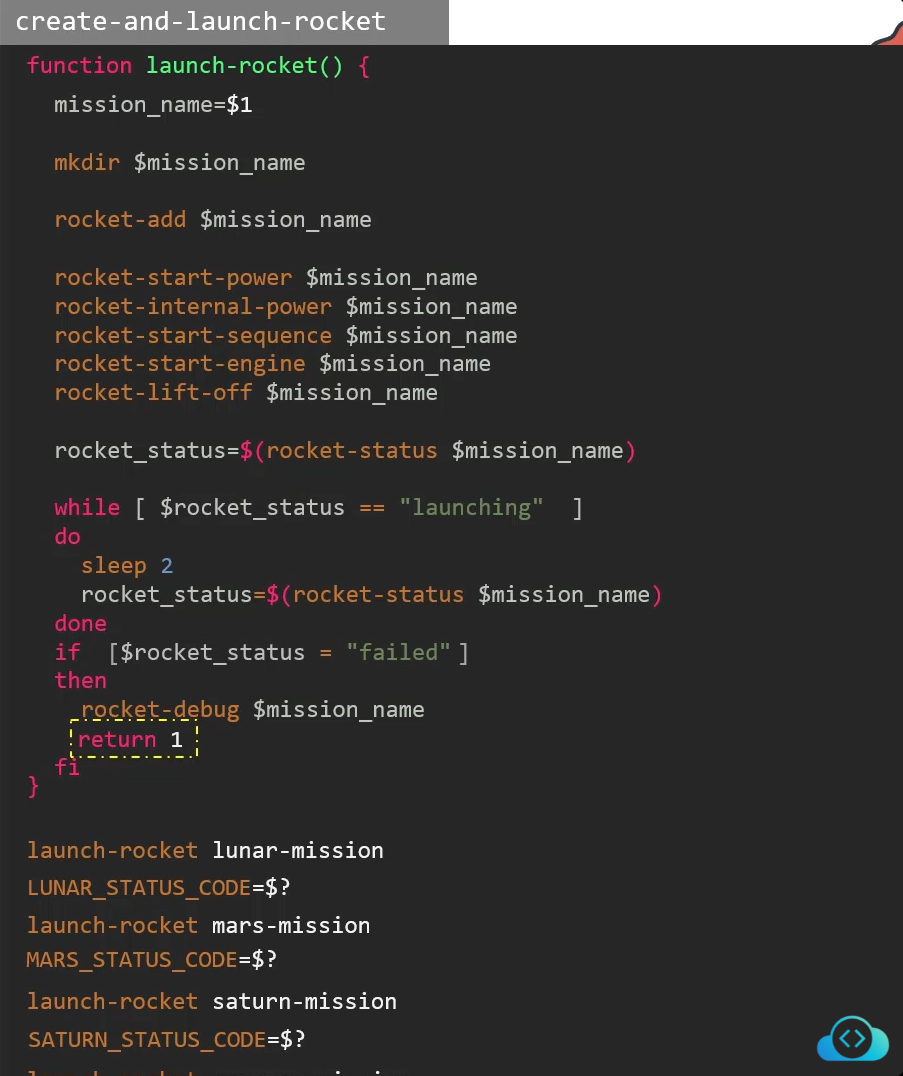 create-and-launch-rocket
function launch-rocket() {
mission_name=$1
mkdir $mission_name
rocket-add $mission_name
rocket-start-power $mission_name
rocket-internal-power $mission_name
rocket-start-sequence $mission_name
rocket-start-engine $mission_name
rocket-lift-off $mission_name
rocket_status=$(rocket-status $mission_name)
while [ $rocket_status == "launching" ]
do
sleep 2
rocket_status=$(rocket-status $mission_name)
done
if [$rocket_status = "failed" ]
then
rocket-debug $mission_name
return 1
fi
}
launch-rocket lunar-mission
LUNAR_STATUS_CODE=$?
launch-rocket mars-mission
MARS_STATUS_CODE=$?
launch-rocket saturn-mission
SATURN_STATUS_CODE=$?